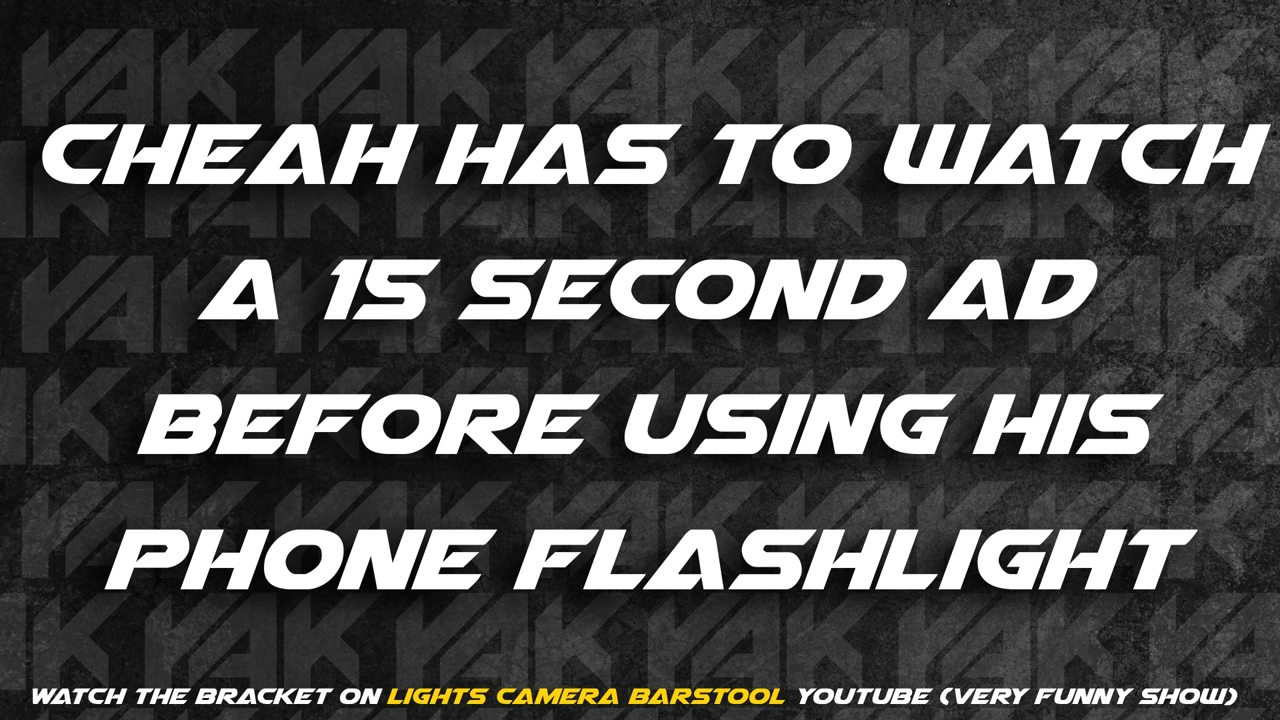 CHEAH HAS TO WATCH
A 15 SECOND AD
BEFORE USING HIS
PHONE FLASHLIGHT
WATCH THE BRACKET ON LIGHTS CAMERA BARSTOOL YOUTUBE (VERY FUNNY SHOW)